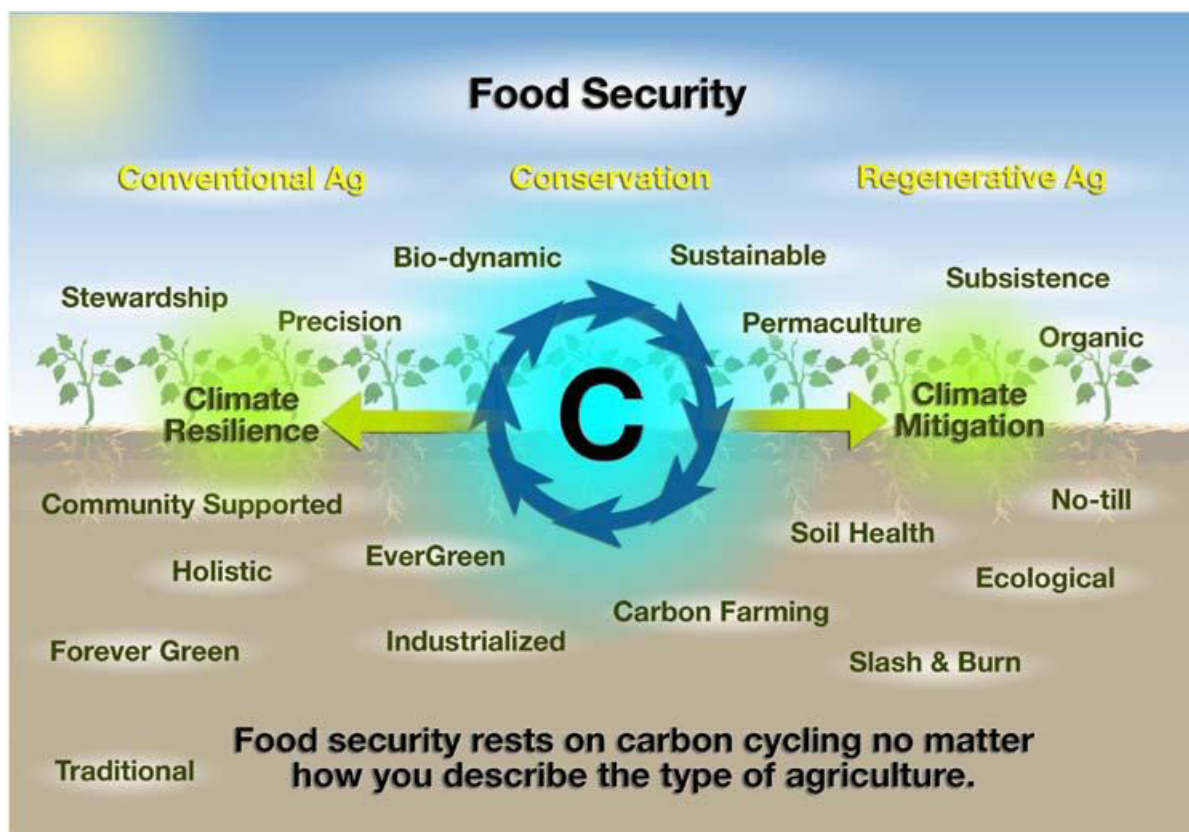 Food Security
Conventional Ag
Conservation
Regenerative Ag
Bio-dynamic
Sustainable
Subsistence
Stewardship
Precision
Permaculture
Organic
Climate
Resilience
C
Climate
Mitigation
Community Supported
No-till
Soil Health
EverGreen
Holistic
Ecological
Carbon Farming
Industrialized
Forever Green
Slash & Burn
Food security rests on carbon cycling no matter
how you describe the type of agriculture.
Traditional